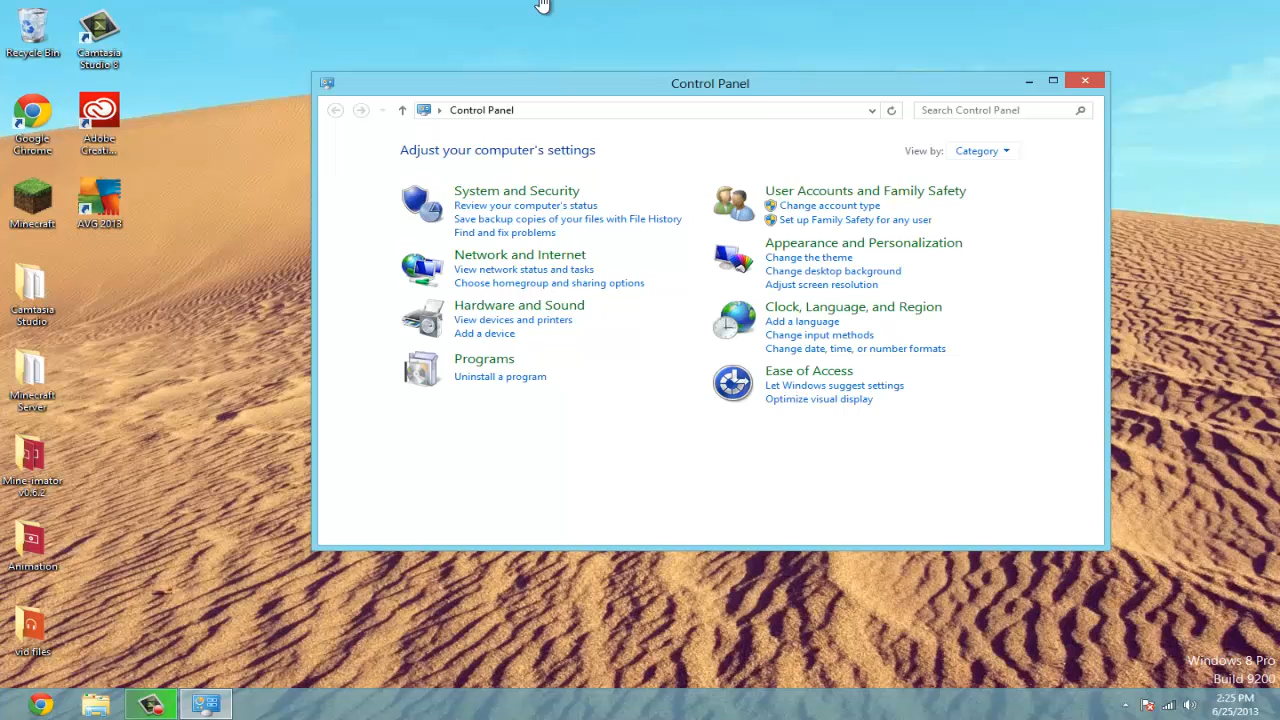 Recycle Bin
Camtasia
Studio 8
Google
Chrome
Adobe
Creati...
Minecraft
AVG 2013
Camtasia
Studio
Minecraft
Server
Mine-imator
v0.6.2
Animation
vid files
Control Panel
Control Panel
Search Control Panel
Adjust your computer's settings
View by: Category
System and Security
Review your computer's status
Save backup copies of your files with File History
Find and fix problems
Network and Internet
View network status and tasks
Choose homegroup and sharing options
Hardware and Sound
View devices and printers
Add a device
Programs
Uninstall a program
User Accounts and Family Safety
Change account type
Set up Family Safety for any user
Appearance and Personalization
Change the theme
Change desktop background
Adjust screen resolution
Clock, Language, and Region
Add a language
Change input methods
Change date, time, or number formats
Ease of Access
Let Windows suggest settings
Optimize visual display
Windows 8 Pro
Build 9200
2:25 PM
6/25/2013